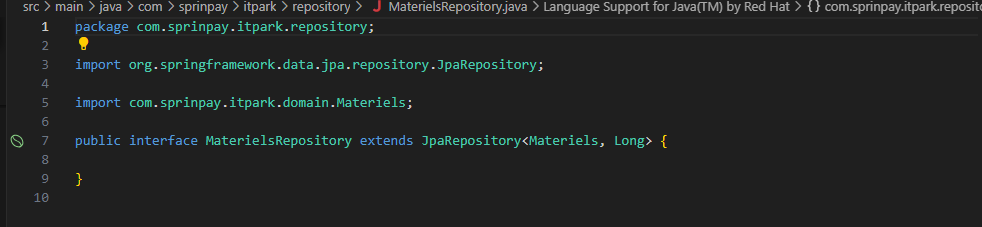 src > main > java > com > sprinpay > itpark > repository > J MaterielsRepository.java > Language Support for Java(TM) by Red Hat > {} com.sprinpay.itpark.reposito
1 package com.sprinpay.itpark.repository;
2
3 import org.springframework.data.jpa.repository.JpaRepository;
4
5 import com.sprinpay.itpark.domain.Materiels;
6
7 public interface MaterielsRepository extends JpaRepository<Materiels, Long> {
8
9 }
10